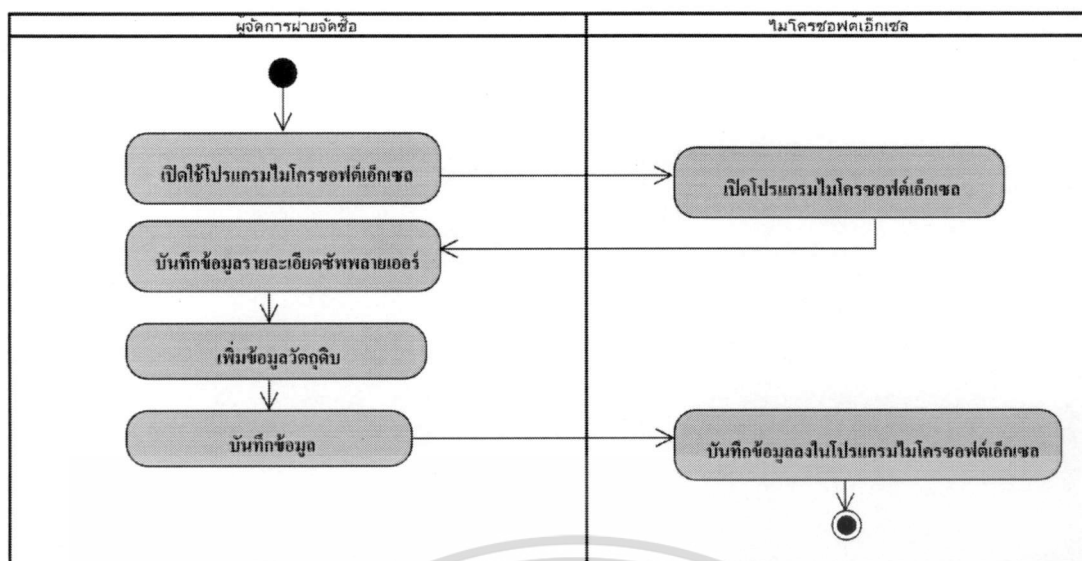 ผู้จัดการฝ่ายจัดซื้อ
ไมโครซอฟต์เอ็กเซล
เปิดใช้โปรแกรมไมโครซอฟต์เอ็กเซล
เปิดโปรแกรมไมโครซอฟต์เอ็กเซล
บันทึกข้อมูลรายละเอียดซัพพลายเออร์
เพิ่มข้อมูลวัตถุดิบ
บันทึกข้อมูล
บันทึกข้อมูลลงในโปรแกรมไมโครซอฟต์เอ็กเซล